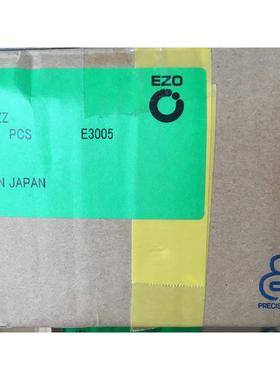 EZO
ZZ
PCS E3005
N JAPAN
PRECIS